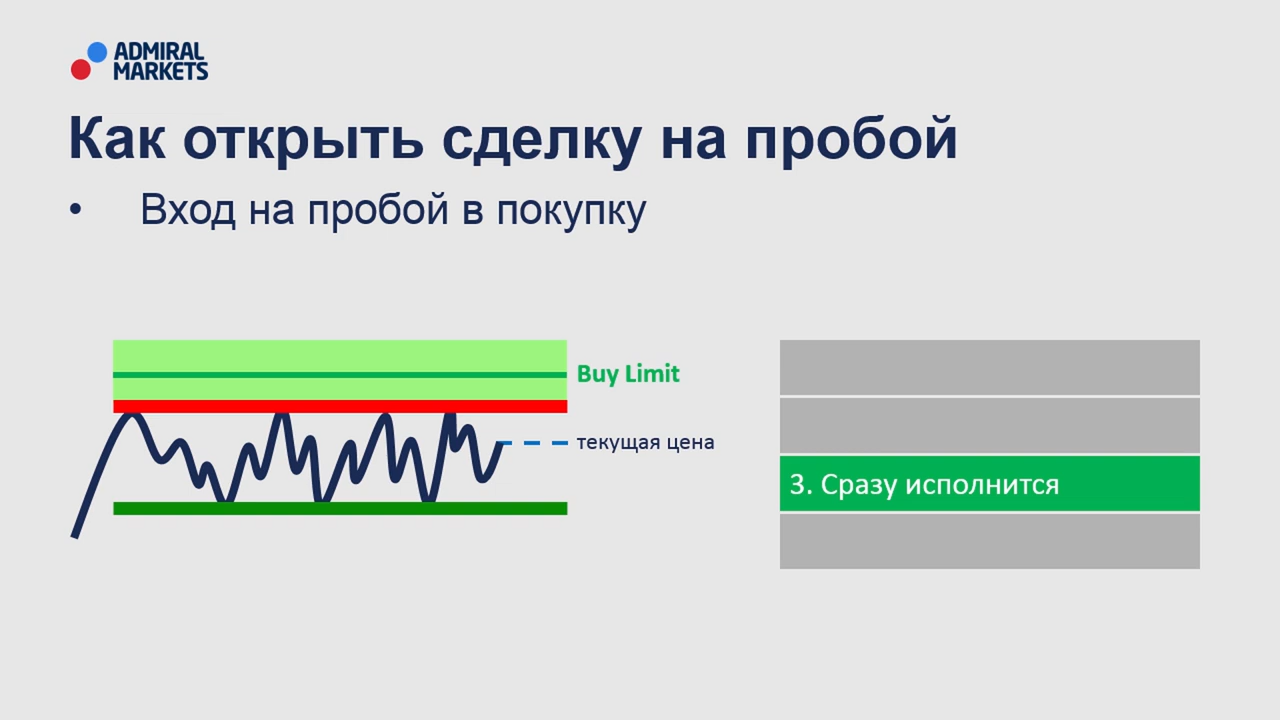 ADMIRAL
MARKETS
Как открыть сделку на пробой
• Вход на пробой в покупку
Buy Limit
текущая цена
3. Сразу исполнится